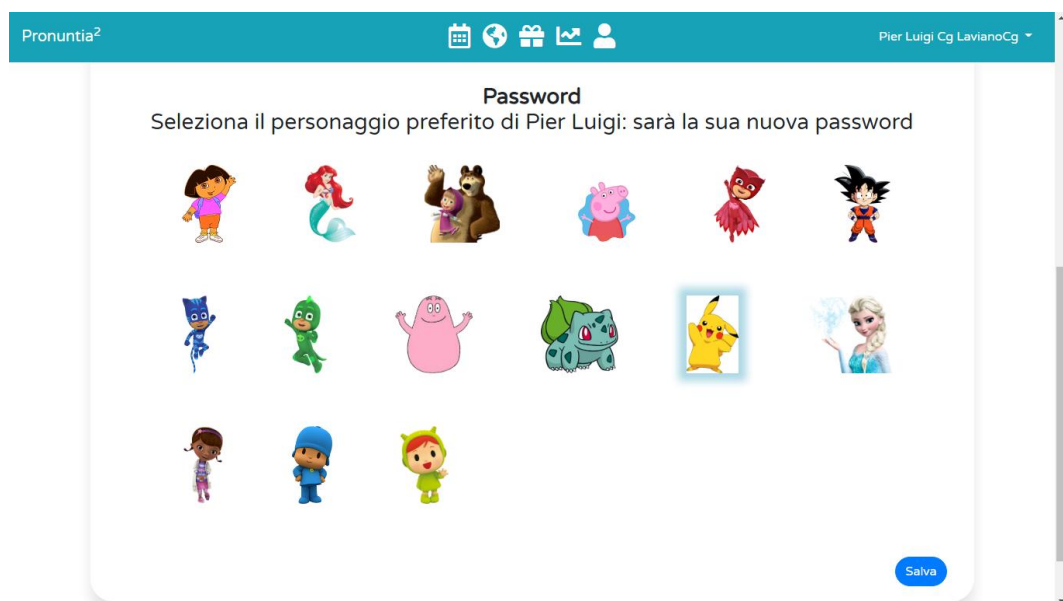 Pronuntia²
Pier Luigi Cg LavianoCg
Password
Seleziona il personaggio preferito di Pier Luigi: sarà la sua nuova password
Salva